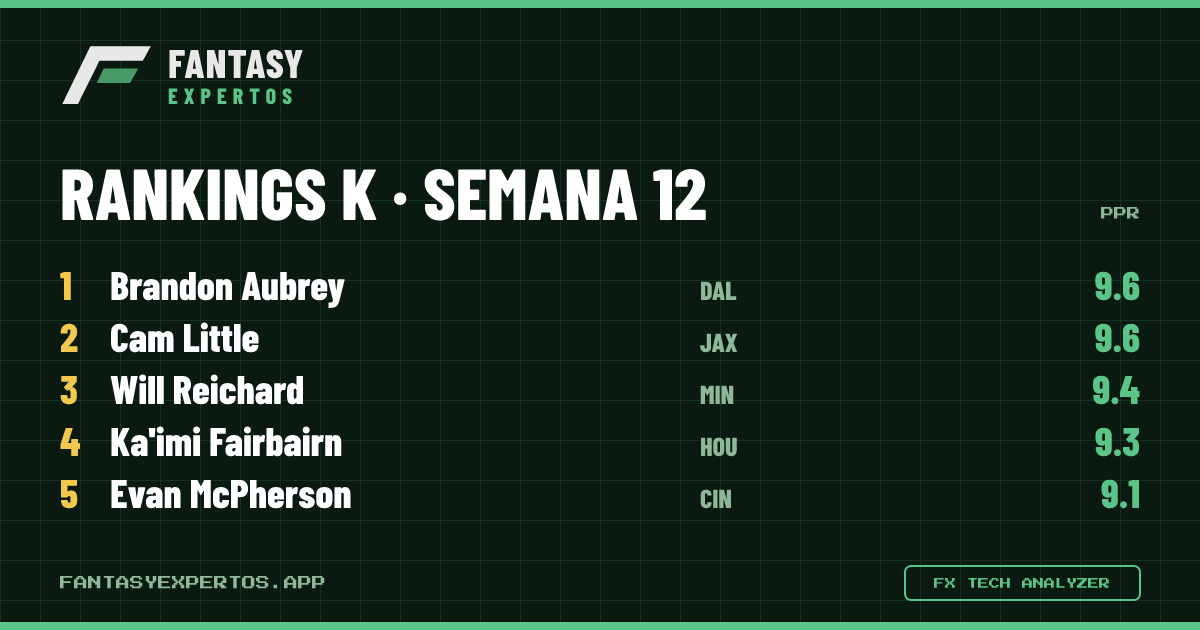 FANTASY
EXPERTOS
RANKINGS K · SEMANA 12
PPR
1 Brandon Aubrey DAL 9.6
2 Cam Little JAX 9.6
3 Will Reichard MIN 9.4
4 Ka'imi Fairbairn HOU 9.3
5 Evan McPherson CIN 9.1
FANTASYEXPERTOS.APP
FX TECH ANALYZER